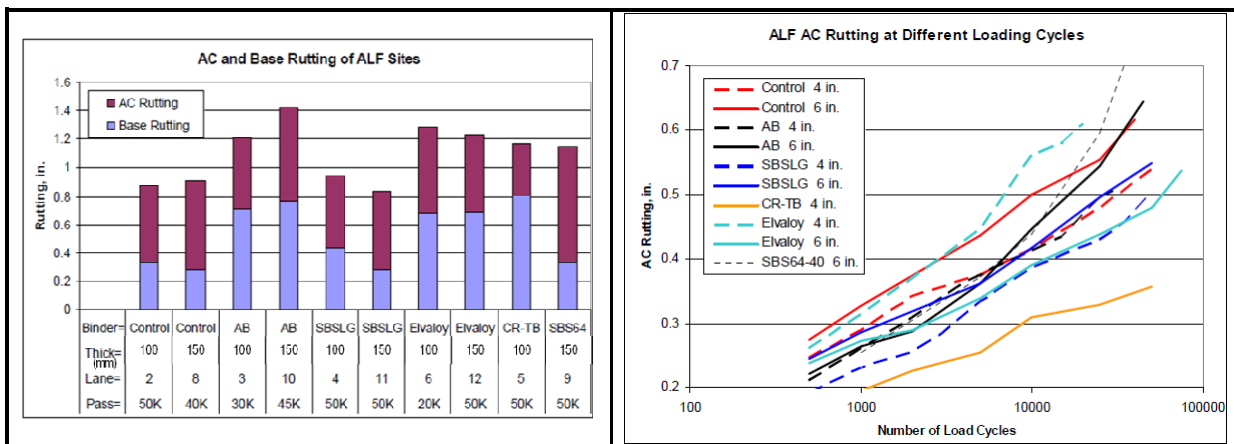 AC and Base Rutting of ALF Sites
Rutting, in.
1.6
1.4
1.2
1
0.8
0.6
0.4
0.2
0
AC Rutting
Base Rutting
Binder= Control Control AB AB SBSLG SBSLG Elvaloy Elvaloy CR-TB SBS64
Thick= (mm) 100 150 100 150 100 150 100 150 100 150
Lane= 2 8 3 10 4 11 6 12 5 9
Pass= 50K 40K 30K 45K 50K 50K 20K 50K 50K 50K
ALF AC Rutting at Different Loading Cycles
AC Rutting, in
0.7
0.6
0.5
0.4
0.3
0.2
Control 4 in.
Control 6 in.
AB 4 in.
AB 6 in.
SBSLG 4 in.
SBSLG 6 in.
CR-TB 4 in.
Elvaloy 4 in.
Elvaloy 6 in.
SBS64-40 6 in.
100 1000 10000 100000
Number of Load Cycles